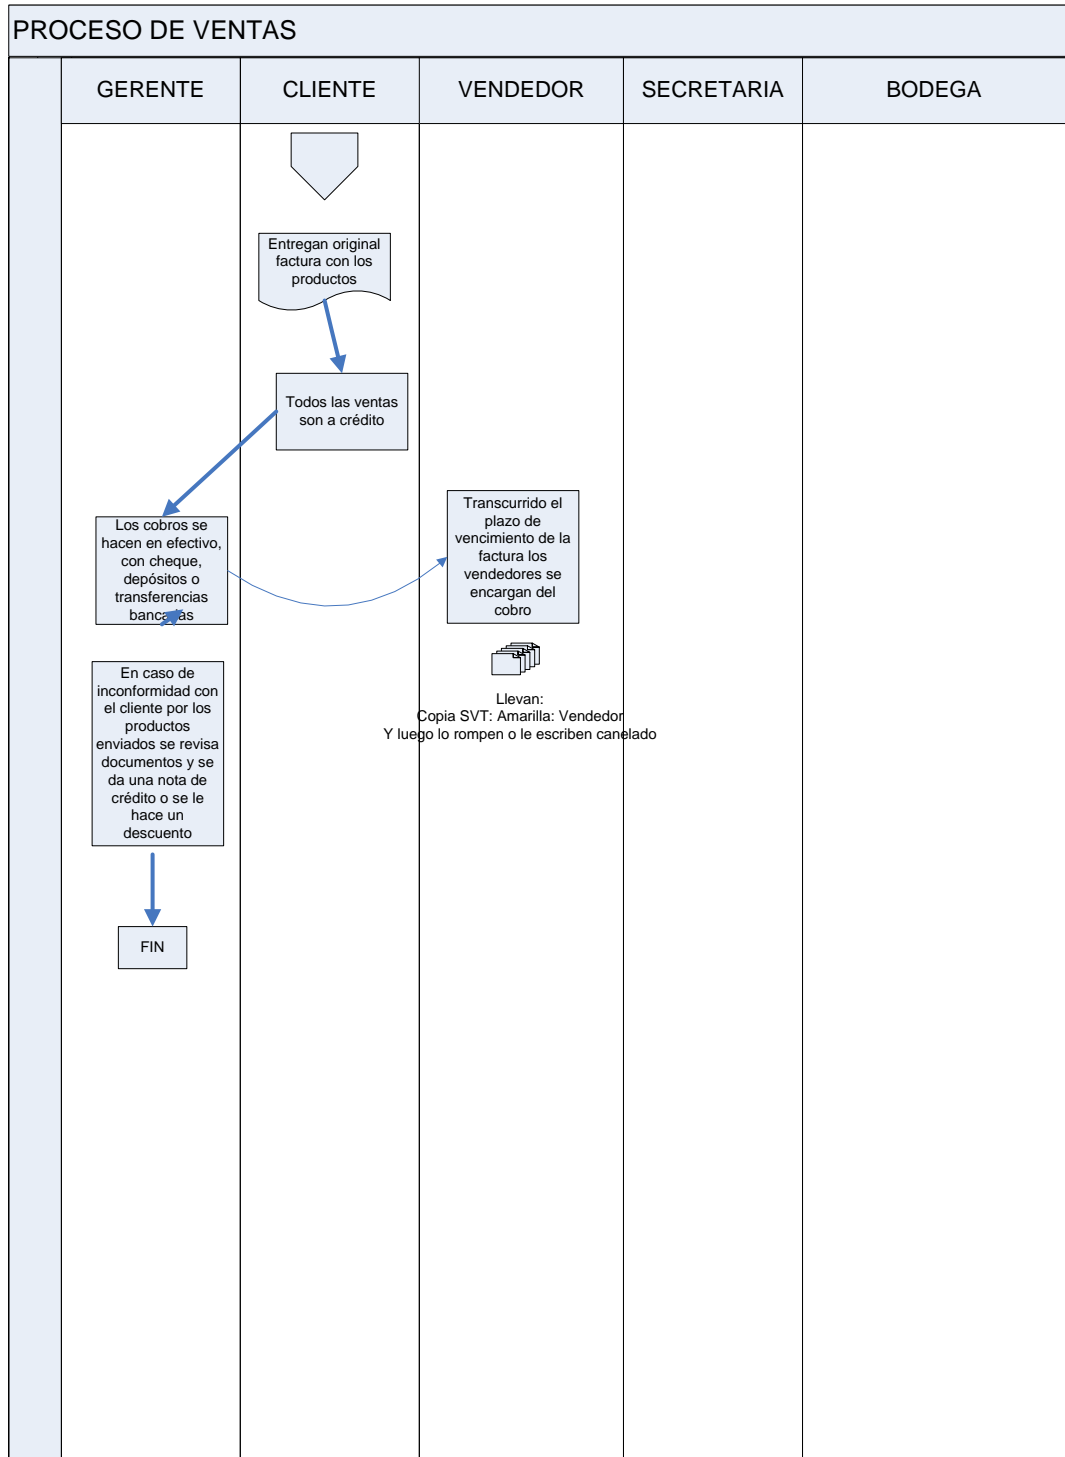 PROCESO DE VENTAS
GERENTE
CLIENTE
VENDEDOR
SECRETARIA
BODEGA
Entregan original
factura con los
productos
Todos las ventas
son a crédito
Los cobros se
hacen en efectivo,
con cheque,
depósitos o
transferencias
bancarias
Transcurrido el
plazo de
vencimiento de la
factura los
vendedores se
encargan del
cobro
Llevan:
Copia SVT: Amarilla: Vendedor
Y luego lo rompen o le escriben canelado
En caso de
inconformidad con
el cliente por los
productos
enviados se revisa
documentos y se
da una nota de
crédito o se le
hace un
descuento
FIN